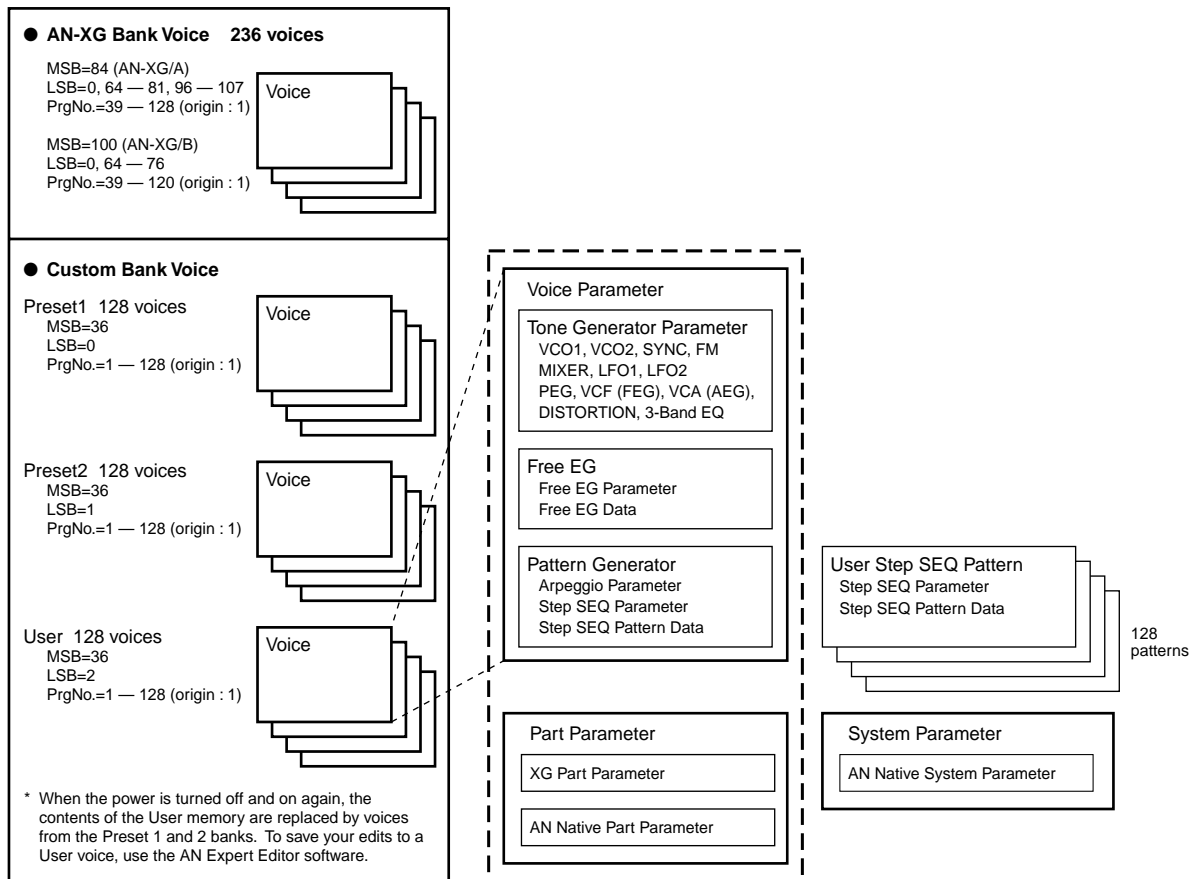 ● AN-XG Bank Voice 236 voices
MSB=84 (AN-XG/A)
LSB=0, 64 — 81, 96 — 107
PrgNo.=39 — 128 (origin : 1)
MSB=100 (AN-XG/B)
LSB=0, 64 — 76
PrgNo.=39 — 120 (origin : 1)
Voice
● Custom Bank Voice
Preset1 128 voices
MSB=36
LSB=0
PrgNo.=1 — 128 (origin : 1)
Voice
Preset2 128 voices
MSB=36
LSB=1
PrgNo.=1 — 128 (origin : 1)
Voice
User 128 voices
MSB=36
LSB=2
PrgNo.=1 — 128 (origin : 1)
Voice
* When the power is turned off and on again, the
contents of the User memory are replaced by voices
from the Preset 1 and 2 banks. To save your edits to a
User voice, use the AN Expert Editor software.
Voice Parameter
Tone Generator Parameter
VCO1, VCO2, SYNC, FM
MIXER, LFO1, LFO2
PEG, VCF (FEG), VCA (AEG),
DISTORTION, 3-Band EQ
Free EG
Free EG Parameter
Free EG Data
Pattern Generator
Arpeggio Parameter
Step SEQ Parameter
Step SEQ Pattern Data
Part Parameter
XG Part Parameter
AN Native Part Parameter
User Step SEQ Pattern
Step SEQ Parameter
Step SEQ Pattern Data
128
patterns
System Parameter
AN Native System Parameter